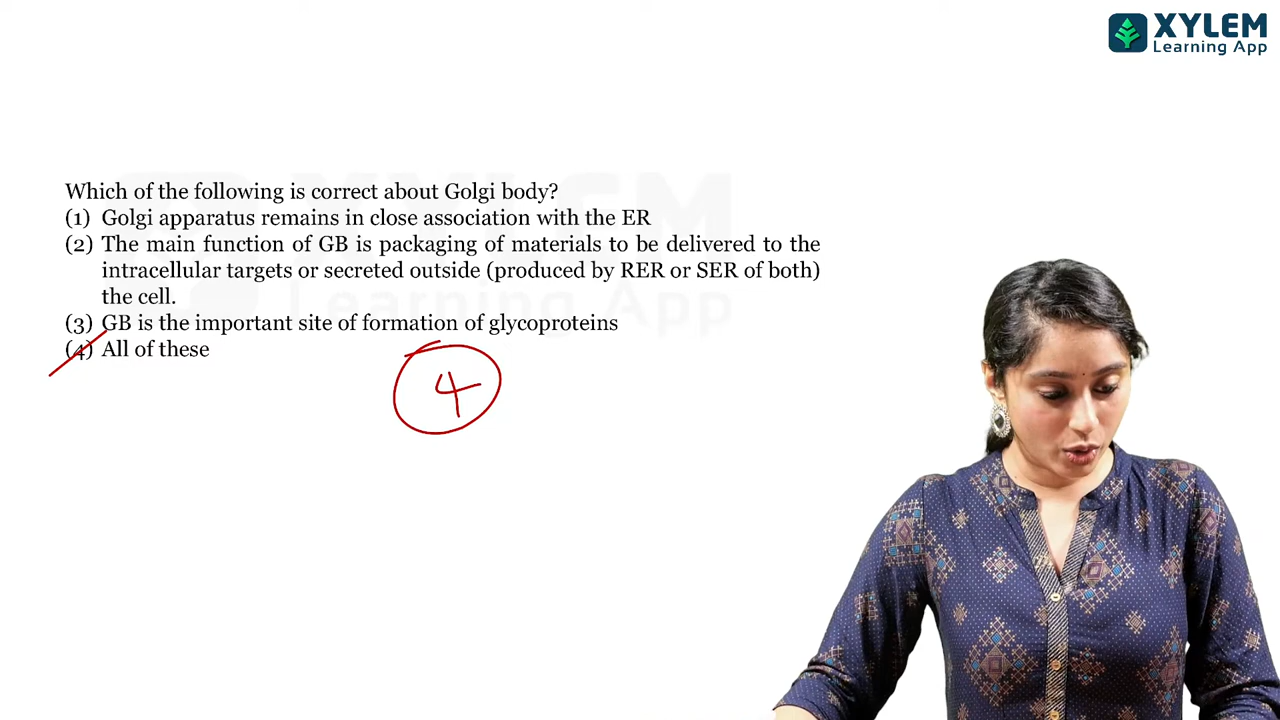 XYLEM
Learning App
Which of the following is correct about Golgi body?
(1) Golgi apparatus remains in close association with the ER
(2) The main function of GB is packaging of materials to be delivered to the
intracellular targets or secreted outside (produced by RER or SER of both)
the cell.
(3) GB is the important site of formation of glycoproteins
(4) All of these
4
XYLEM
Learning App